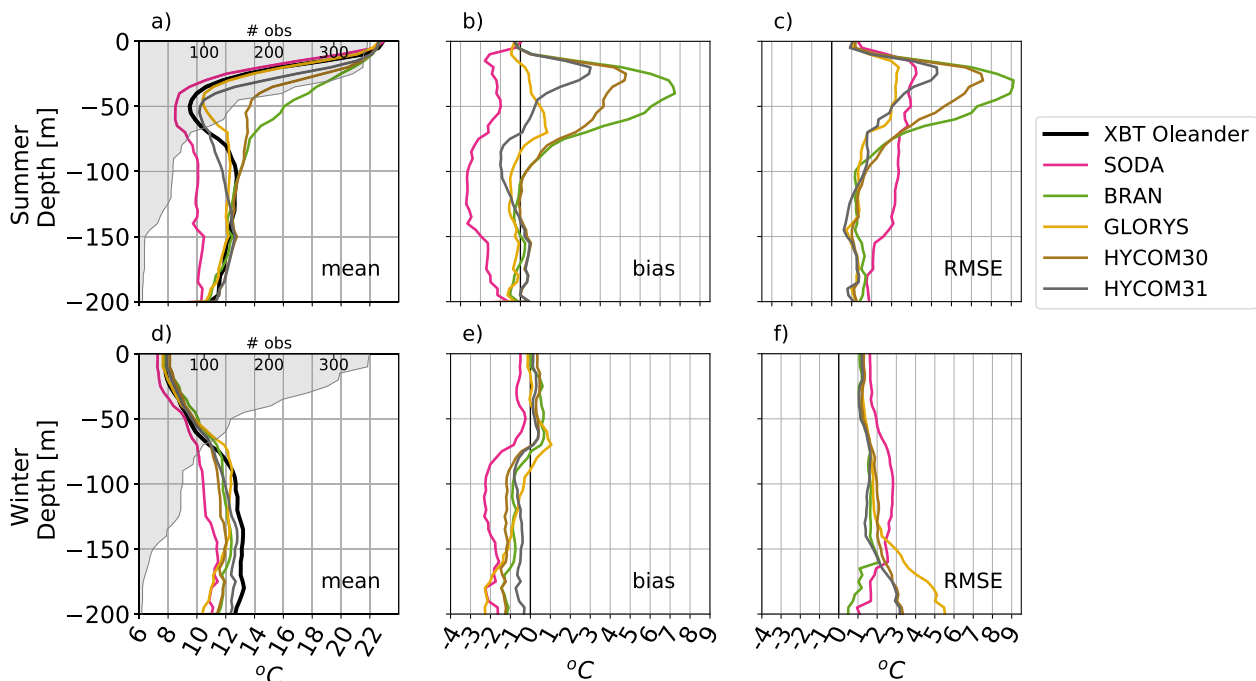 a) # obs
b)
c)
100 200 300
0
−50
−100
−150
−200
Summer
Depth [m]
mean
bias
RMSE
XBT Oleander
SODA
BRAN
GLORYS
HYCOM30
HYCOM31
d) # obs
e)
f)
100 200 300
0
−50
−100
−150
−200
Winter
Depth [m]
mean
bias
RMSE
6 8 10 12 14 16 18 20 22
-4 -3 -2 -1 0 1 2 3 4 5 6 7 8 9
-4 -3 -2 -1 0 1 2 3 4 5 6 7 8 9
°C
°C
°C